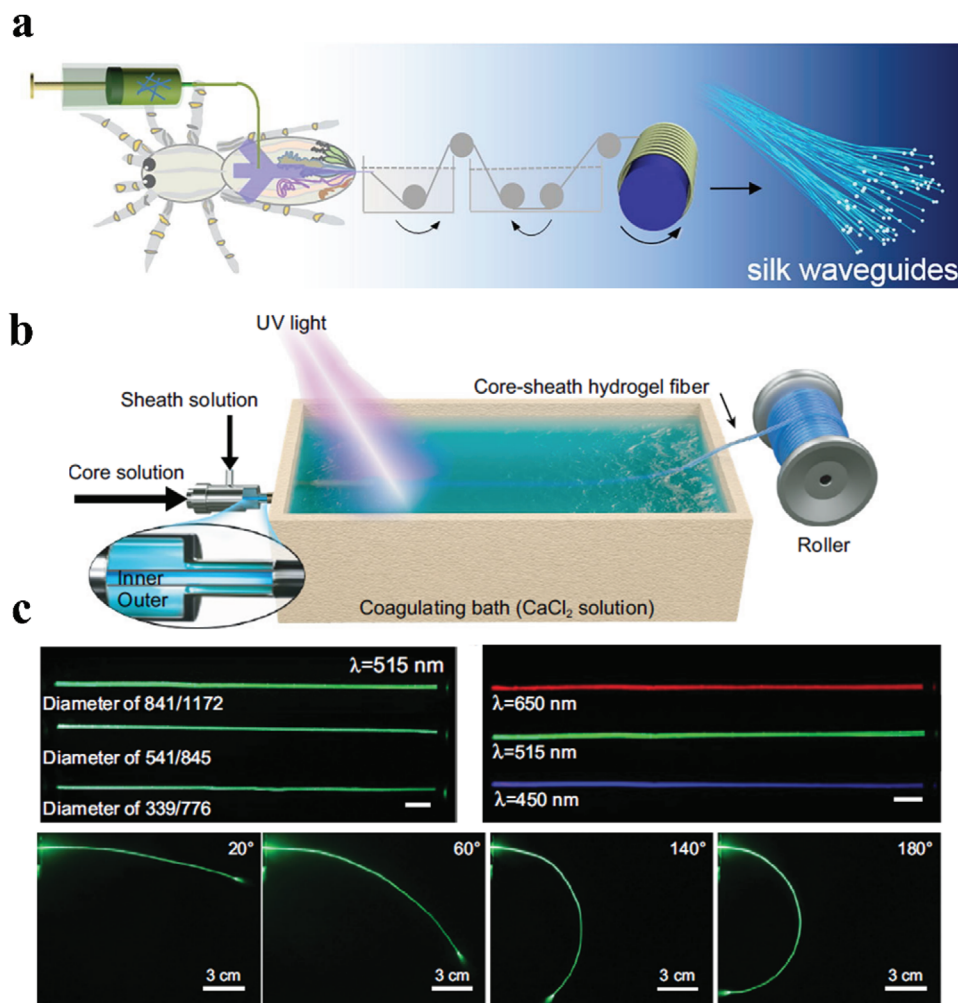 a
silk waveguides
b
UV light
Sheath solution
Core-sheath hydrogel fiber
Core solution
Inner
Outer
Roller
Coagulating bath (CaCl₂ solution)
c
λ=515 nm
Diameter of 841/1172
Diameter of 541/845
Diameter of 339/776
λ=650 nm
λ=515 nm
λ=450 nm
20°
3 cm
60°
3 cm
140°
3 cm
180°
3 cm